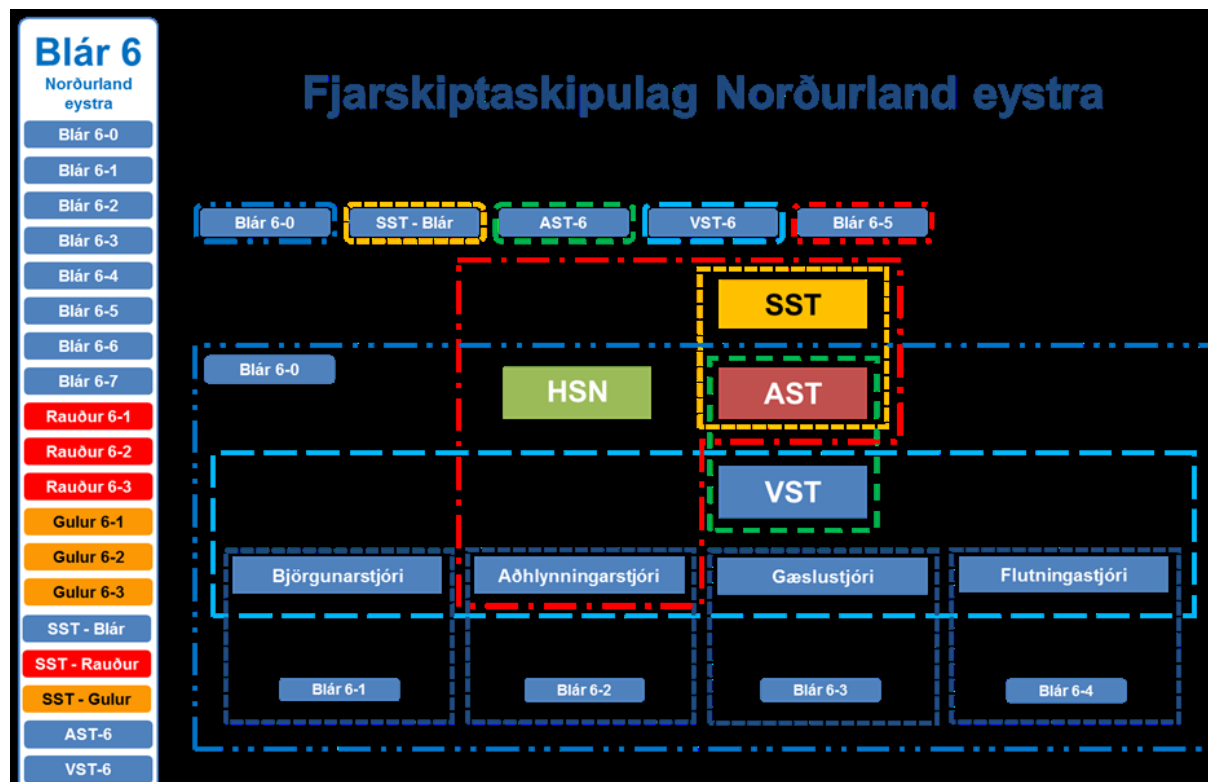 Blár 6
Norðurland
eystra
Blár 6-0
Blár 6-1
Blár 6-2
Blár 6-3
Blár 6-4
Blár 6-5
Blár 6-6
Blár 6-7
Rauður 6-1
Rauður 6-2
Rauður 6-3
Gulur 6-1
Gulur 6-2
Gulur 6-3
SST - Blár
SST - Rauður
SST - Gulur
AST-6
VST-6
Fjarskiptaskipulag Norðurland eystra
Blár 6-0 SST - Blár AST-6 VST-6 Blár 6-5
SST
Blár 6-0
HSN AST
VST
Björgunarstjóri Aðhlynningarstjóri Gæslustjóri Flutningastjóri
Blár 6-1 Blár 6-2 Blár 6-3 Blár 6-4